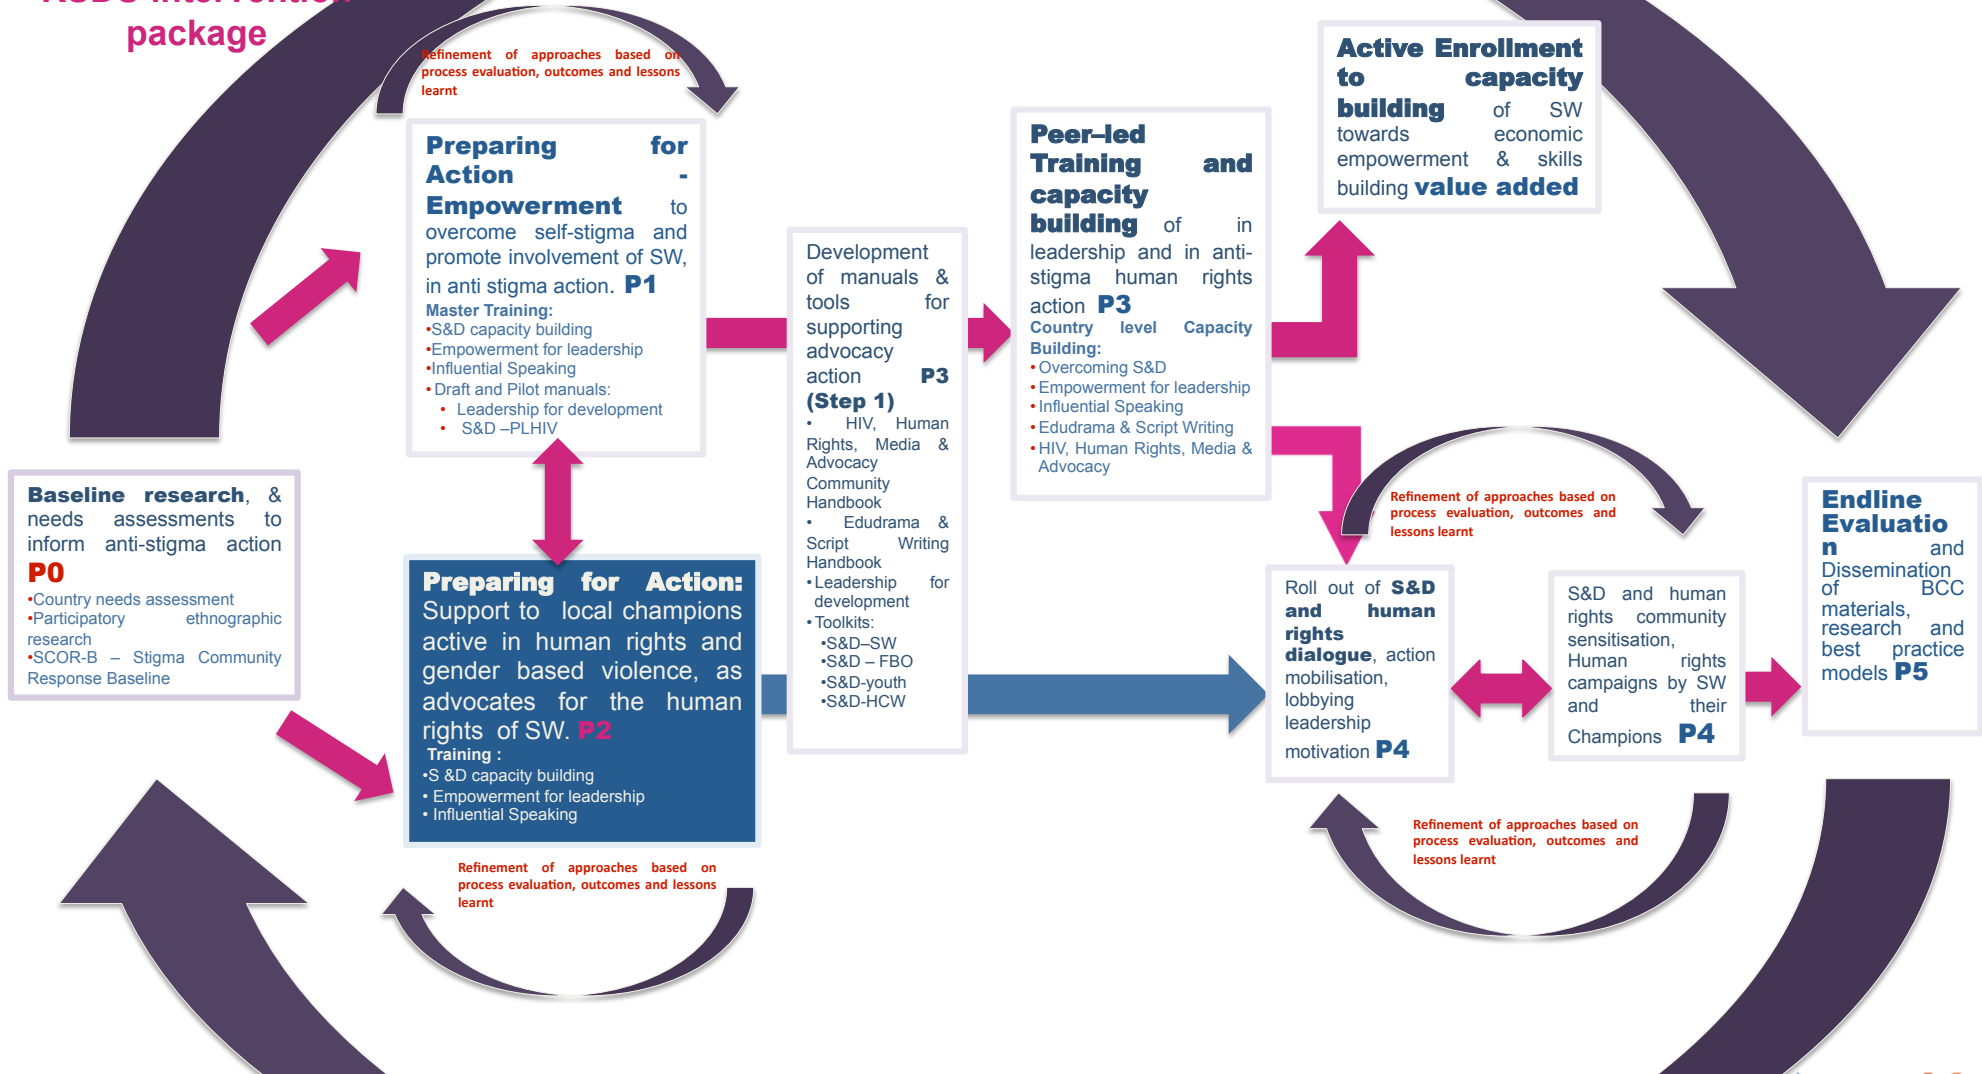 package
Refinement of approaches based on
process evaluation, outcomes and lessons
learnt
Preparing for
Action -
Empowerment to
overcome self-stigma and
promote involvement of SW,
in anti stigma action. P1
Master Training:
•S&D capacity building
•Empowerment for leadership
•Influential Speaking
•Draft and Pilot manuals:
• Leadership for development
• S&D –PLHIV
Baseline research, &
needs assessments to
inform anti-stigma action
P0
•Country needs assessment
•Participatory ethnographic
research
•SCOR-B – Stigma Community
Response Baseline
Preparing for Action:
Support to local champions
active in human rights and
gender based violence, as
advocates for the human
rights of SW. P2
Training :
•S &D capacity building
• Empowerment for leadership
• Influential Speaking
Refinement of approaches based on
process evaluation, outcomes and lessons
learnt
Development
of manuals &
tools for
supporting
advocacy
action P3
(Step 1)
• HIV, Human
Rights, Media &
Advocacy
Community
Handbook
• Edudrama &
Script Writing
Handbook
•Leadership for
development
•Toolkits:
•S&D–SW
•S&D – FBO
•S&D-youth
•S&D-HCW
Peer–led
Training and
capacity
building of in
leadership and in anti-
stigma human rights
action P3
Country level Capacity
Building:
•Overcoming S&D
•Empowerment for leadership
•Influential Speaking
•Edudrama & Script Writing
•HIV, Human Rights, Media &
Advocacy
Active Enrollment
to capacity
building of SW
towards economic
empowerment & skills
building value added
Refinement of approaches based on
process evaluation, outcomes and
lessons learnt
Roll out of S&D
and human
rights
dialogue, action
mobilisation,
lobbying
leadership
motivation P4
S&D and human
rights community
sensitisation,
Human rights
campaigns by SW
and their
Champions P4
Refinement of approaches based on
process evaluation, outcomes and
lessons learnt
Endline
Evaluatio
n and
Dissemination
of BCC
materials,
research and
best practice
models P5